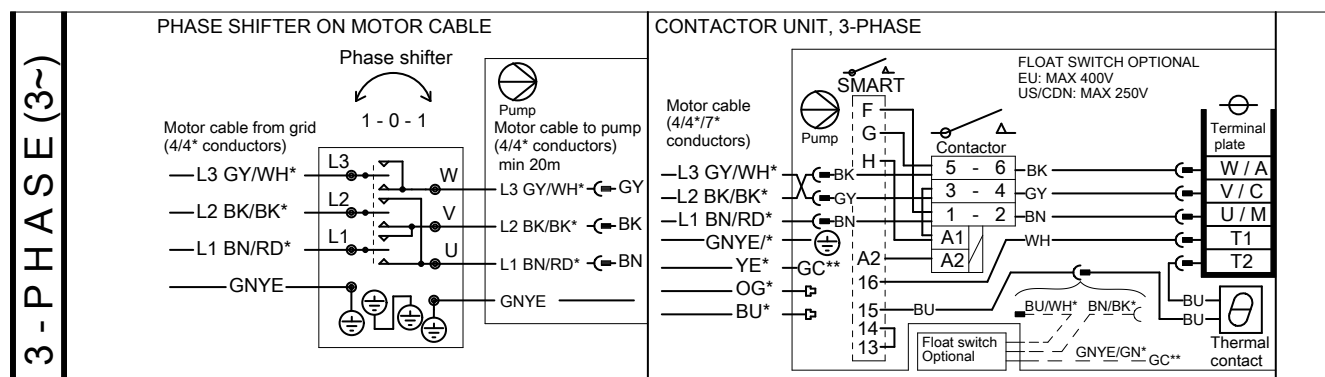 3 - P H A S E (3~)
PHASE SHIFTER ON MOTOR CABLE
Phase shifter
1 - 0 - 1
Motor cable from grid
(4/4* conductors)
L3 GY/WH*
L2 BK/BK*
L1 BN/RD*
GNYE
L3
L2
L1
W
V
U
Pump
Motor cable to pump
(4/4* conductors)
min 20m
L3 GY/WH*
GY
L2 BK/BK*
BK
L1 BN/RD*
BN
GNYE
CONTACTOR UNIT, 3-PHASE
Motor cable
(4/4*/7*
conductors)
L3 GY/WH*
L2 BK/BK*
L1 BN/RD*
GNYE/*
YE*
OG*
BU*
BK
GY
BN
GC**
Pump
SMART
F
G
H
A2
16
15
14
13
Contactor
5 - 6
3 - 4
1 - 2
A1
A2
BK
GY
BN
WH
BU
FLOAT SWITCH OPTIONAL
EU: MAX 400V
US/CDN: MAX 250V
Terminal
plate
W / A
V / C
U / M
T1
T2
BU/WH*
BN/BK*
GNYE/GN*
GC**
Float switch
Optional
BU
BU
Thermal
contact